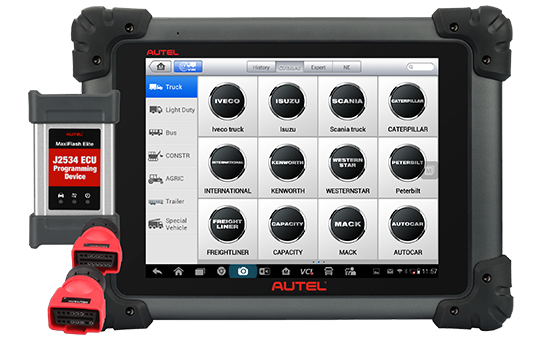 AUTEL
History
Expert
NE
Truck
Light Duty
Bus
CONSTR
AGRIC
Trailer
Special
Vehicle
IVECO
ISUZU
SCANIA
CATERPILLAR
Iveco truck
Isuzu
Scania truck
CATERPILLAR
INTERNATIONAL
KENWORTH
WESTERN
STAR
PETERBILT
INTERNATIONAL
KENWORTH
WESTERNSTAR
Peterbilt
FREIGHT
LINER
CAPACITY
MACK
AUTOCAR
FREIGHTLINER
CAPACITY
MACK
AUTOCAR
VCI
11:57
AUTEL
AUTEL
MaxiFlash Elite
J2534 ECU
Programming
Device